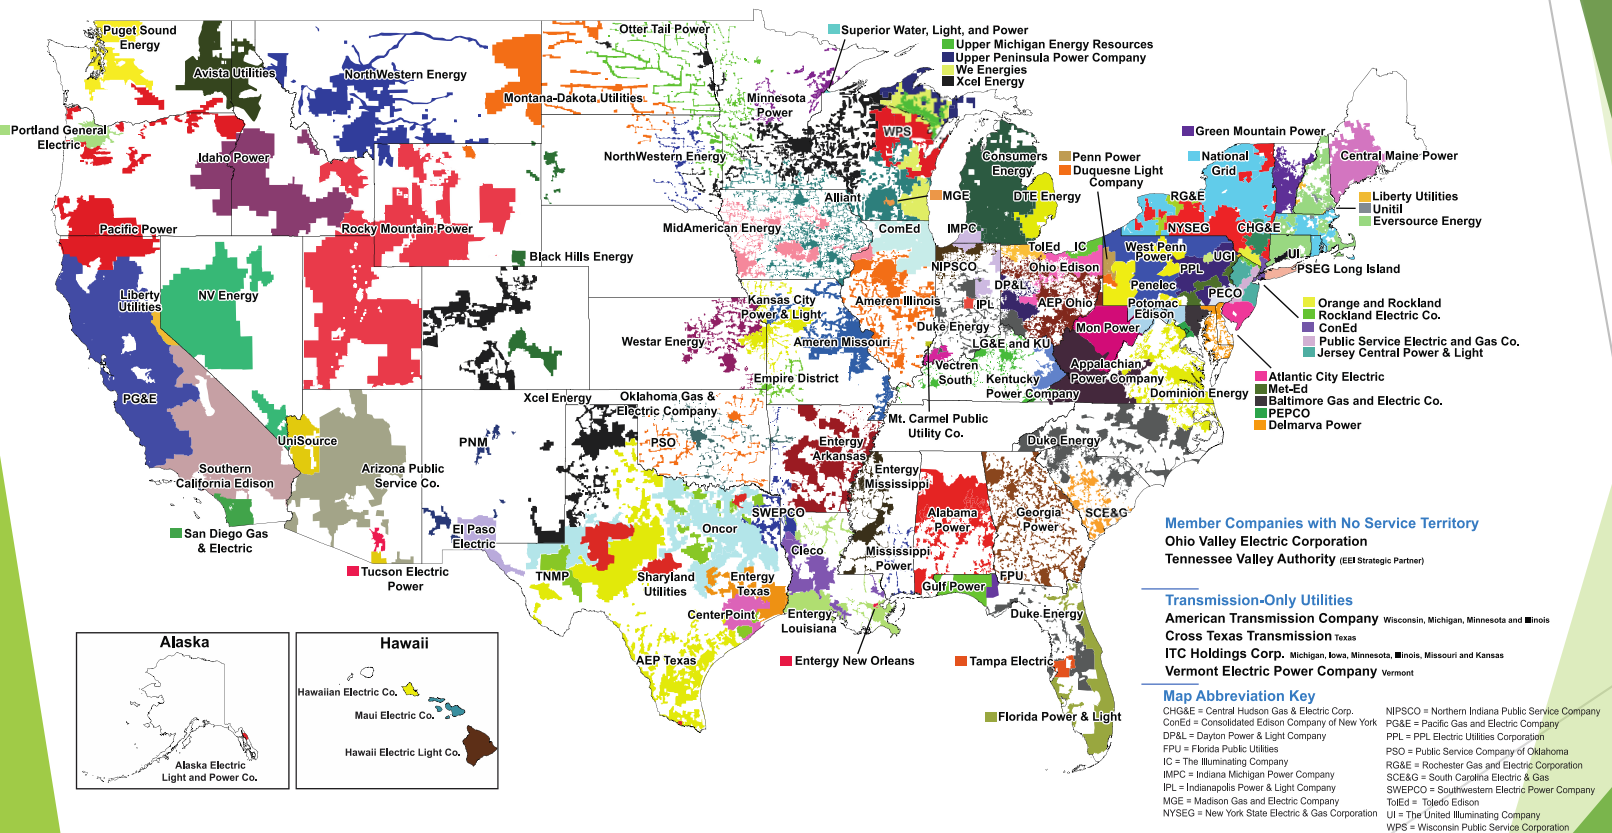 Puget Sound
Energy
Avista Utilities
NorthWestern Energy
Montana-Dakota Utilities
Otter Tail Power
Superior Water, Light, and Power
Upper Michigan Energy Resources
Upper Peninsula Power Company
We Energies
Xcel Energy
Minnesota
Power
Portland General
Electric
Idaho Power
NorthWestern Energy
WPS
Consumers
Energy
Penn Power
Duquesne Light
Company
Green Mountain Power
National
Grid
Central Maine Power
Liberty Utilities
Unitil
Eversource Energy
Pacific Power
Rocky Mountain Power
Black Hills Energy
MidAmerican Energy
Alliant
MGE
DTE Energy
RG&E
NYSEG
CHG&E
ComEd
IMPC
TolEd
IC
West Penn
Power
UGI
UI
PSEG Long Island
NIPSCO
Ohio Edison
PPL
Penelec
PECO
Liberty
Utilities
NV Energy
Kansas City
Power & Light
Ameren Illinois
DP&L
IPL
AEP Ohio
Potomac
Edison
Orange and Rockland
Rockland Electric Co.
ConEd
Public Service Electric and Gas Co.
Jersey Central Power & Light
Westar Energy
Ameren Missouri
Duke Energy
LG&E and KU
Mon Power
Empire District
Vectren
South
Kentucky
Power Company
Appalachian
Power Company
Dominion Energy
Atlantic City Electric
Met-Ed
Baltimore Gas and Electric Co.
PEPCO
Delmarva Power
PG&E
Xcel Energy
Oklahoma Gas &
Electric Company
Mt. Carmel Public
Utility Co.
UniSource
PNM
PSO
Entergy
Arkansas
Duke Energy
Southern
California Edison
Arizona Public
Service Co.
Entergy
Mississippi
San Diego Gas
& Electric
El Paso
Electric
Oncor
SWEPCO
Alabama
Power
Georgia
Power
SCE&G
Tucson Electric
Power
TNMP
Sharyland
Utilities
Entergy
Texas
Cleco
Mississippi
Power
Gulf Power
FPU
CenterPoint
Entergy
Louisiana
Duke Energy
AEP Texas
Entergy New Orleans
Tampa Electric
Florida Power & Light
Alaska
Alaska Electric
Light and Power Co.
Hawaii
Hawaiian Electric Co.
Maui Electric Co.
Hawaii Electric Light Co.
Member Companies with No Service Territory
Ohio Valley Electric Corporation
Tennessee Valley Authority (EEI Strategic Partner)
Transmission-Only Utilities
American Transmission Company Wisconsin, Michigan, Minnesota and Illinois
Cross Texas Transmission Texas
ITC Holdings Corp. Michigan, Iowa, Minnesota, Illinois, Missouri and Kansas
Vermont Electric Power Company Vermont
Map Abbreviation Key
CHG&E = Central Hudson Gas & Electric Corp.
ConEd = Consolidated Edison Company of New York
DP&L = Dayton Power & Light Company
FPU = Florida Public Utilities
IC = The Illuminating Company
IMPC = Indiana Michigan Power Company
IPL = Indianapolis Power & Light Company
MGE = Madison Gas and Electric Company
NYSEG = New York State Electric & Gas Corporation
NIPSCO = Northern Indiana Public Service Company
PG&E = Pacific Gas and Electric Company
PPL = PPL Electric Utilities Corporation
PSO = Public Service Company of Oklahoma
RG&E = Rochester Gas and Electric Corporation
SCE&G = South Carolina Electric & Gas
SWEPCO = Southwestern Electric Power Company
TolEd = Toledo Edison
UI = The United Illuminating Company
WPS = Wisconsin Public Service Corporation